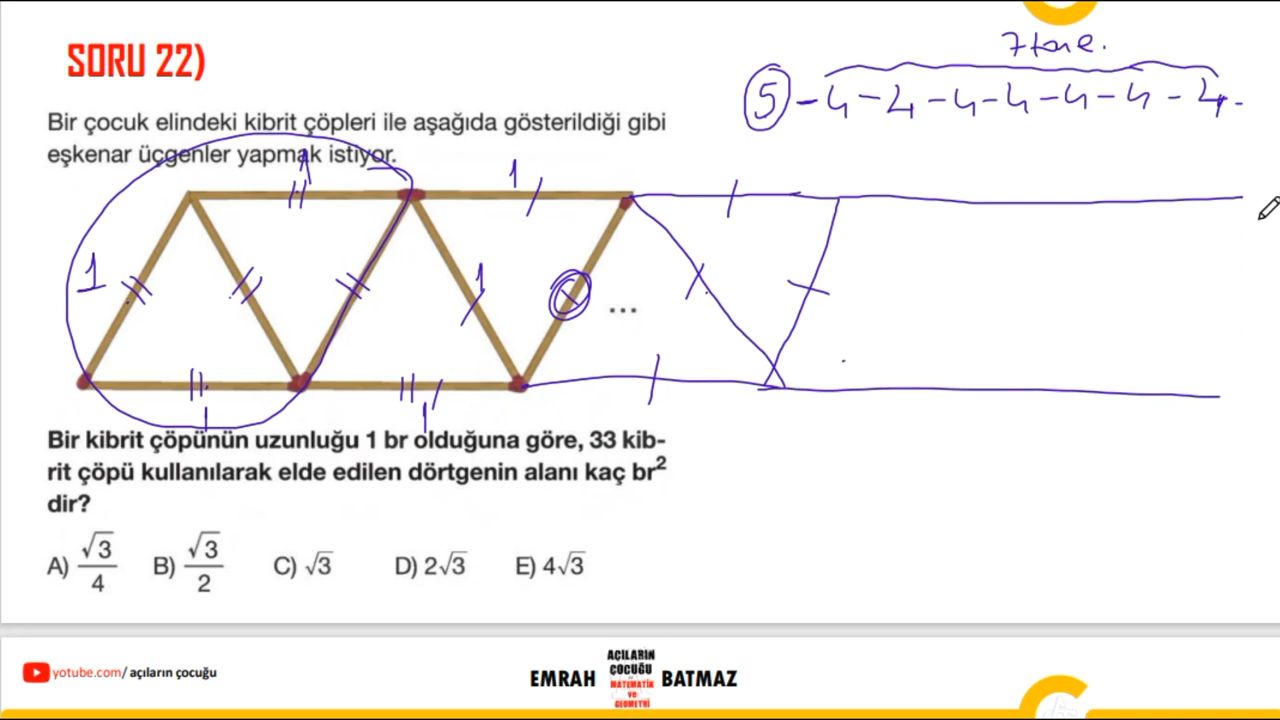 SORU 22)
7 tane.
5 - 4 - 4 - 4 - 4 - 4 - 4 - 4.
Bir çocuk elindeki kibrit çöpleri ile aşağıda gösterildiği gibi
eşkenar üçgenler yapmak istiyor.
1 1
1 1
...
1 1
Bir kibrit çöpünün uzunluğu 1 br olduğuna göre, 33 kib-
rit çöpü kullanılarak elde edilen dörtgenin alanı kaç br²
dir?
A) √3/4 B) √3/2 C) √3 D) 2√3 E) 4√3
yotube.com/ açıların çocuğu
EMRAH AÇILARIN ÇOCUĞU ile MATEMATİK ve GEOMETRİ BATMAZ